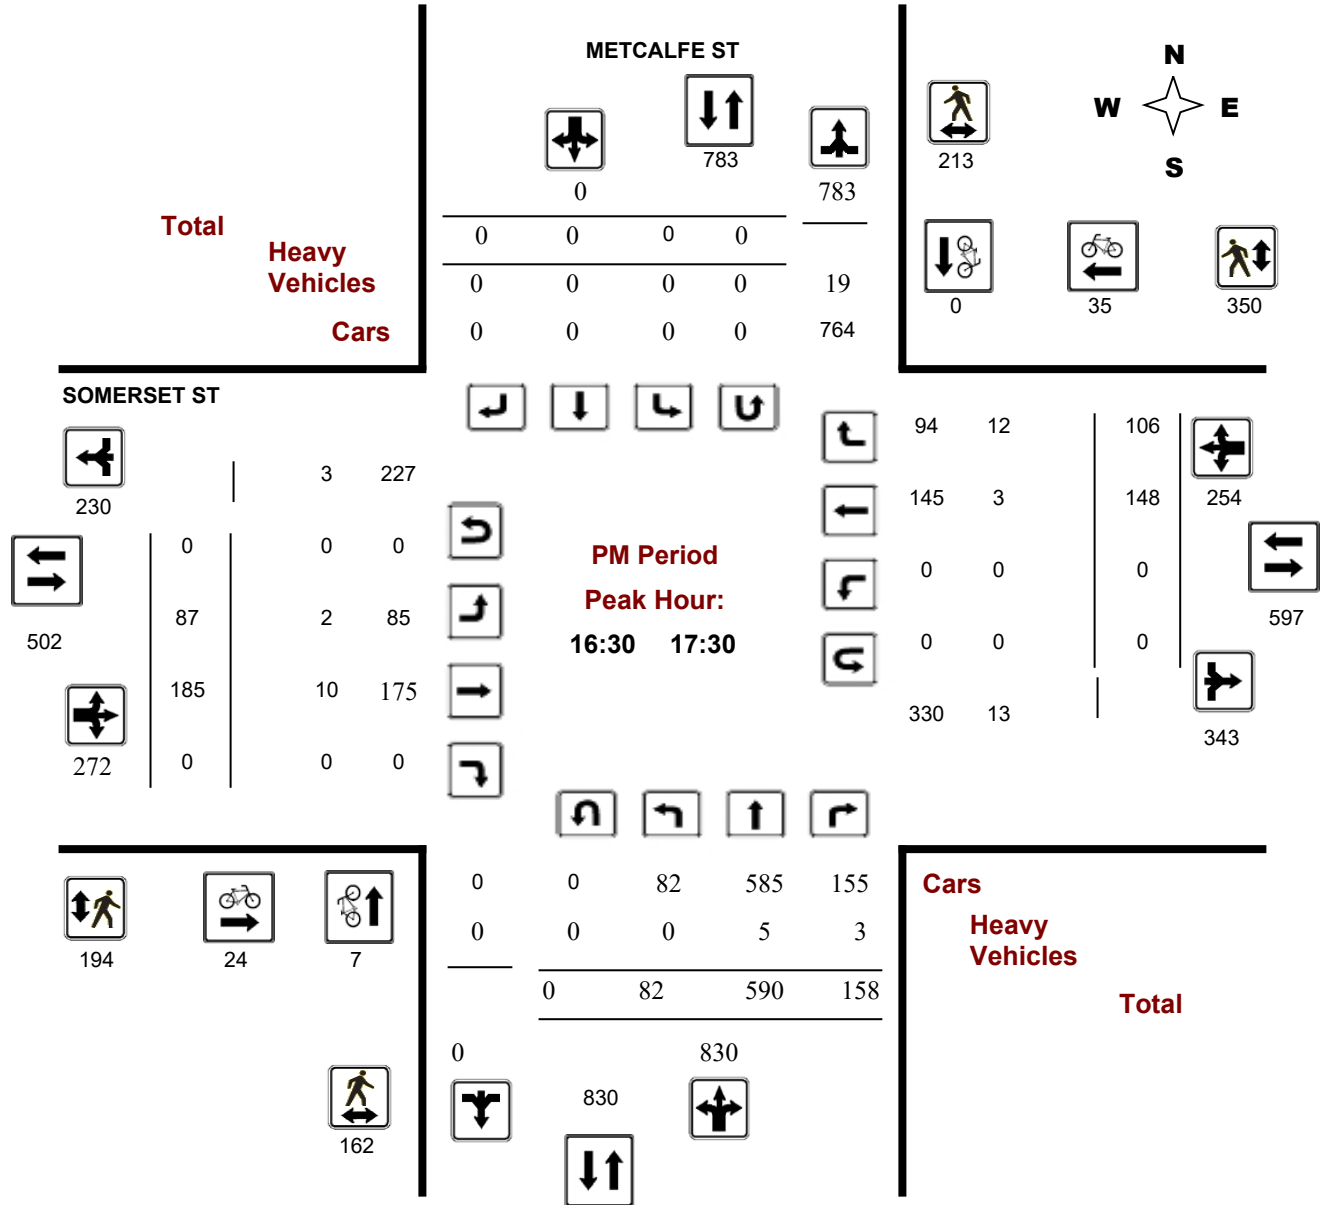 METCALFE ST
N
W E
S
783
213
0 783
Total
0 0 0 0
Heavy
Vehicles
0 0 0 0 19
0 35 350
Cars
0 0 0 0 764
SOMERSET ST
94 12 106
3 227
230
145 3 148 254
0 0 0
PM Period
0 0 0
Peak Hour:
87 2 85
597
502
16:30 17:30
0 0 0
185 10 175
330 13
343
272 0 0 0
0 0 82 585 155
Cars
0 0 0 5 3
Heavy
Vehicles
194 24 7
0 82 590 158
Total
0 830
830
162